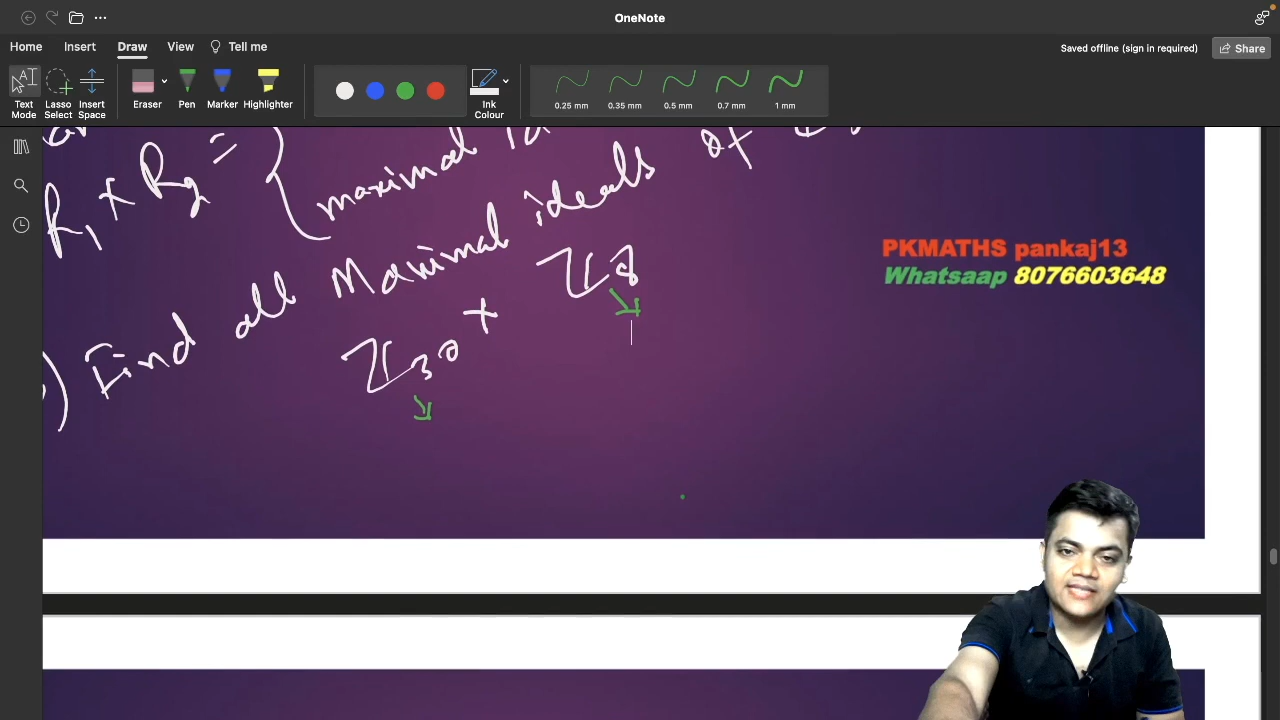 OneNote
Home Insert Draw View Tell me
Saved offline (sign in required) Share
Text Mode Lasso Select Insert Space Eraser Pen Marker Highlighter Ink Colour 0.25 mm 0.35 mm 0.5 mm 0.7 mm 1 mm
R₁ × R₂ = {
maximal
Find all Maximal ideals of
ℤ₃₀ × ℤ₈
PKMATHS pankaj13
Whatsaap 8076603648